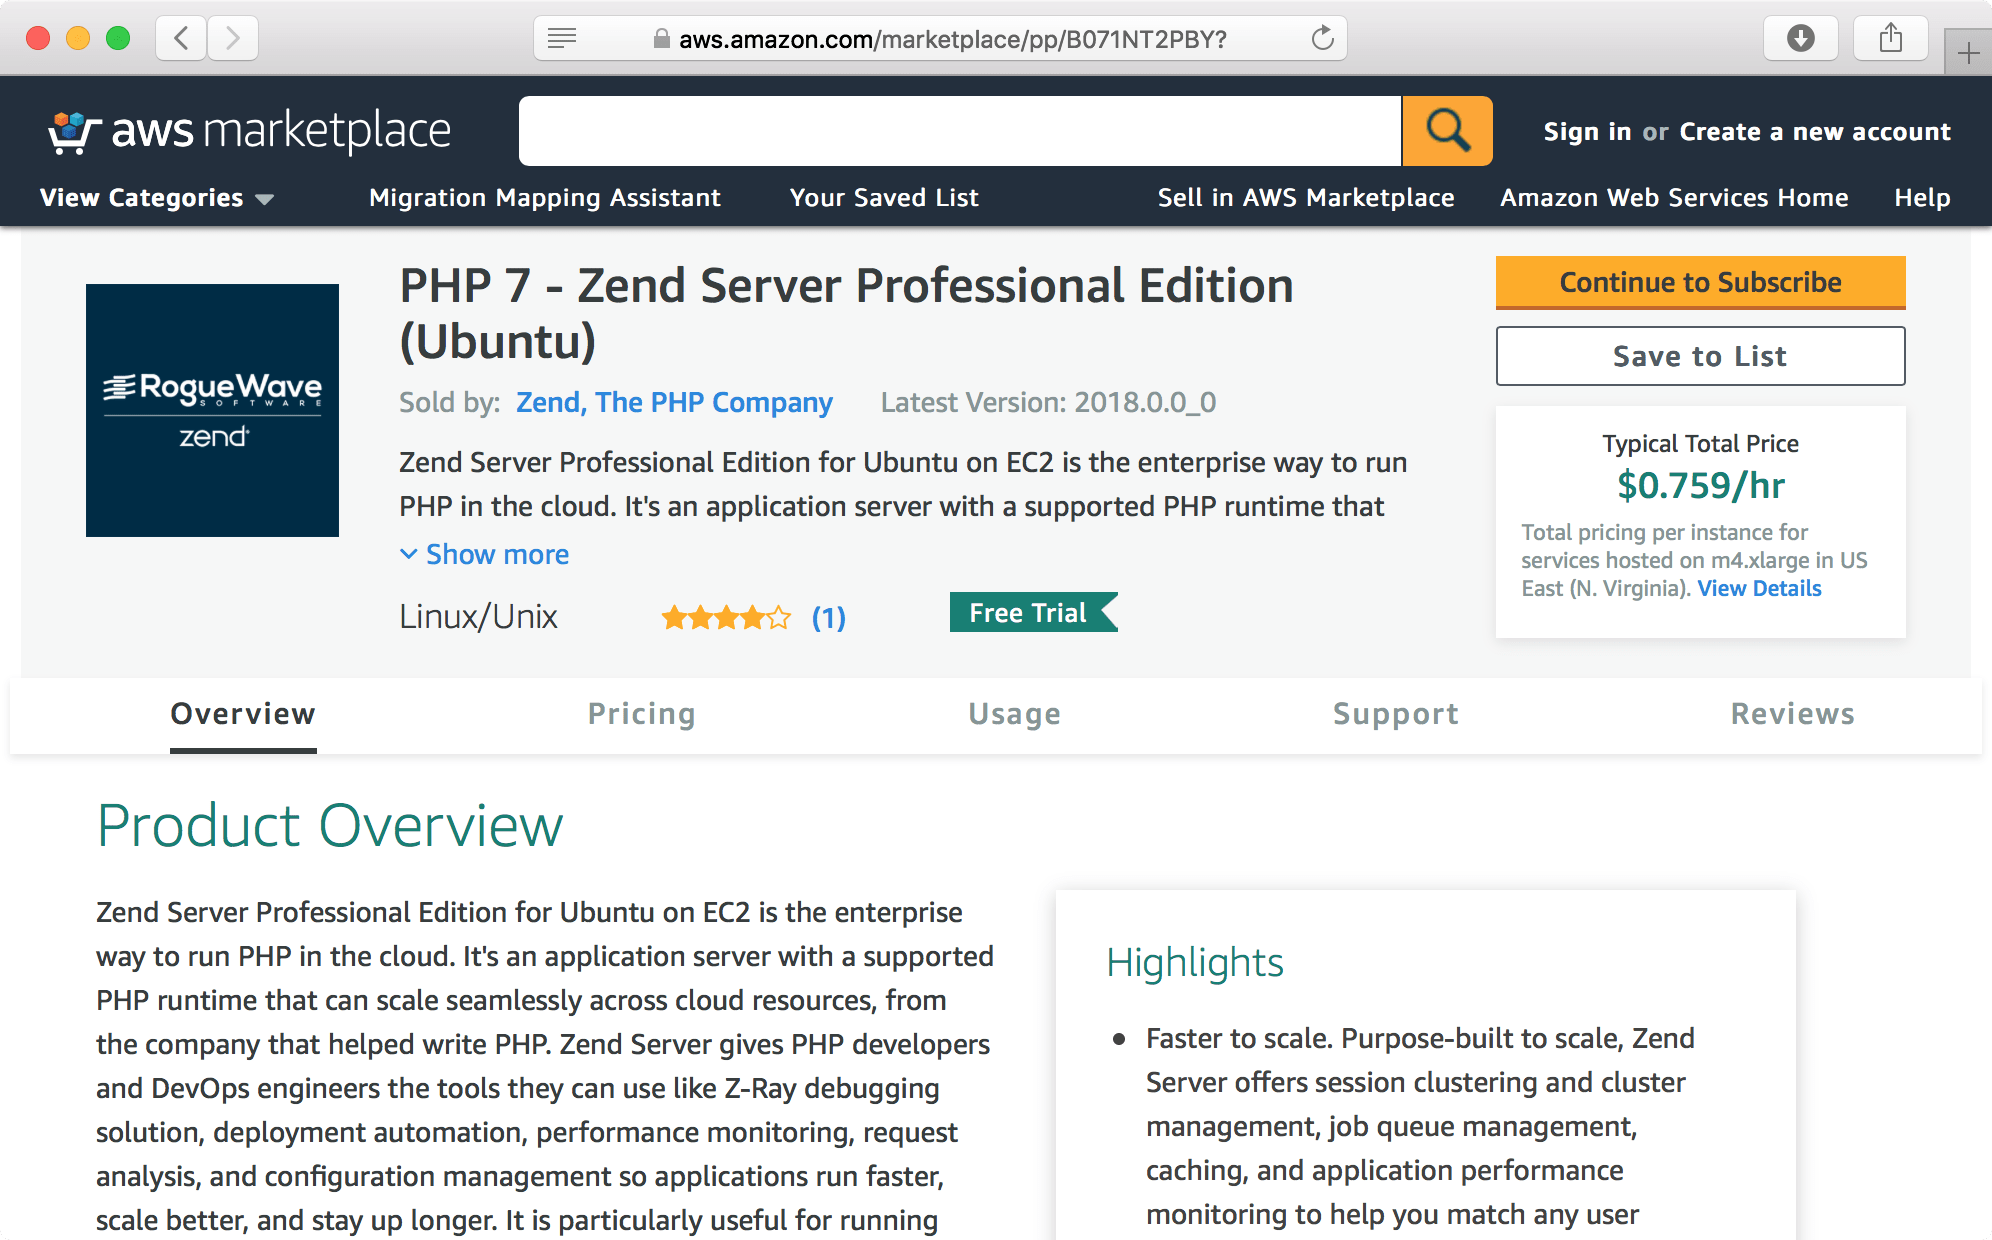 aws.amazon.com/marketplace/pp/B071NT2PBY?
aws marketplace
Sign in or Create a new account
View Categories
Migration Mapping Assistant
Your Saved List
Sell in AWS Marketplace
Amazon Web Services Home
Help
RogueWave
SOFTWARE
zend
PHP 7 - Zend Server Professional Edition
(Ubuntu)
Sold by: Zend, The PHP Company
Latest Version: 2018.0.0_0
Zend Server Professional Edition for Ubuntu on EC2 is the enterprise way to run
PHP in the cloud. It's an application server with a supported PHP runtime that
Show more
Linux/Unix
(1)
Free Trial
Continue to Subscribe
Save to List
Typical Total Price
$0.759/hr
Total pricing per instance for
services hosted on m4.xlarge in US
East (N. Virginia). View Details
Overview
Pricing
Usage
Support
Reviews
Product Overview
Zend Server Professional Edition for Ubuntu on EC2 is the enterprise
way to run PHP in the cloud. It's an application server with a supported
PHP runtime that can scale seamlessly across cloud resources, from
the company that helped write PHP. Zend Server gives PHP developers
and DevOps engineers the tools they can use like Z-Ray debugging
solution, deployment automation, performance monitoring, request
analysis, and configuration management so applications run faster,
scale better, and stay up longer. It is particularly useful for running
Highlights
Faster to scale. Purpose-built to scale, Zend
Server offers session clustering and cluster
management, job queue management,
caching, and application performance
monitoring to help you match any user